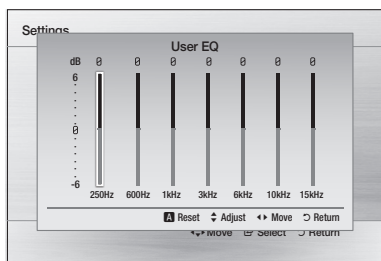 Settings
User EQ
dB 0 0 0 0 0 0 0
6
0
-6
250Hz 600Hz 1kHz 3kHz 6kHz 10kHz 15kHz
A Reset Adjust Move Return
Move Select Return